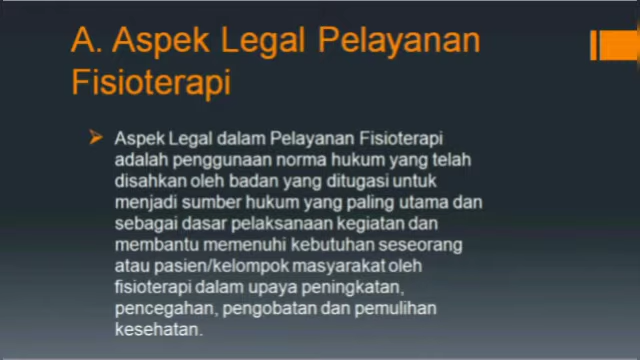 A. Aspek Legal Pelayanan
Fisioterapi
Aspek Legal dalam Pelayanan Fisioterapi
adalah penggunaan norma hukum yang telah
disahkan oleh badan yang ditugasi untuk
menjadi sumber hukum yang paling utama dan
sebagai dasar pelaksanaan kegiatan dan
membantu memenuhi kebutuhan seseorang
atau pasien/kelompok masyarakat oleh
fisioterapi dalam upaya peningkatan,
pencegahan, pengobatan dan pemulihan
kesehatan.